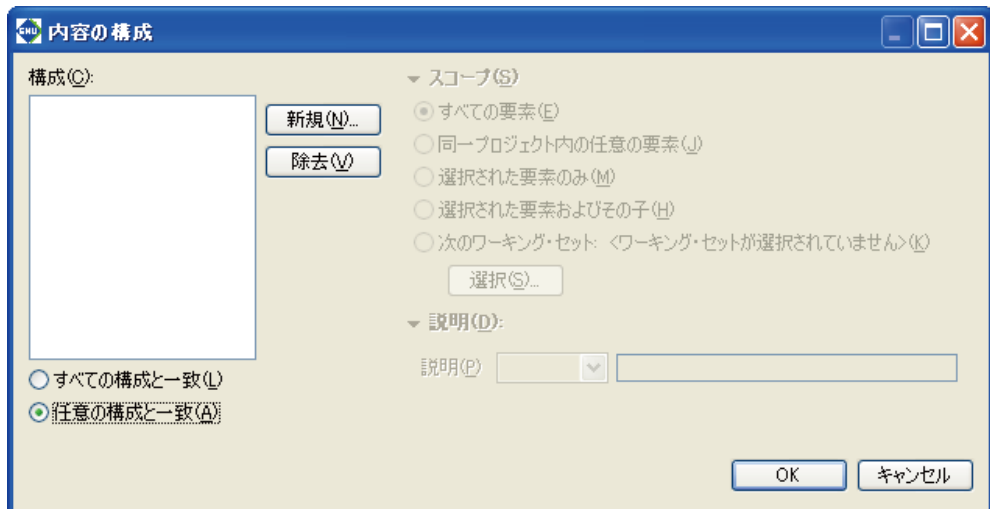 GNU 内容の構成
構成(C):
新規(N)...
除去(V)
すべての構成と一致(L)
任意の構成と一致(A)
スコープ(S)
すべての要素(E)
同一プロジェクト内の任意の要素(J)
選択された要素のみ(M)
選択された要素およびその子(H)
次のワーキング・セット: <ワーキング・セットが選択されていません>(K)
選択(S)...
説明(D):
説明(P)
OK
キャンセル